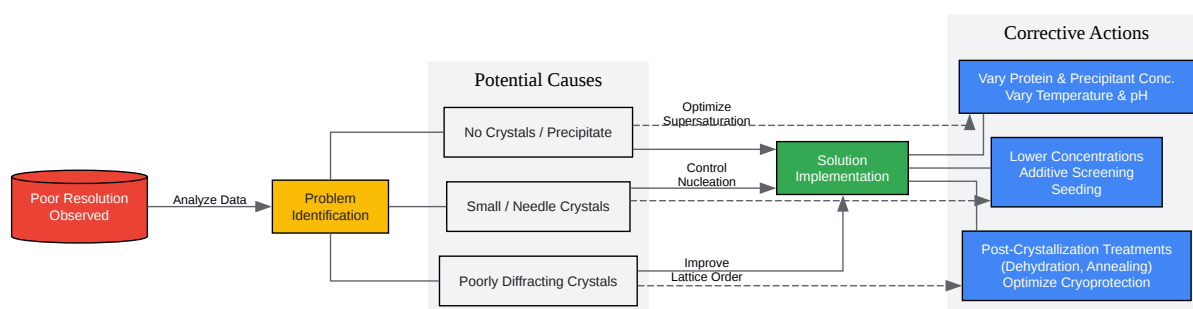 Poor Resolution
Observed
Analyze Data
Problem
Identification
Potential Causes
No Crystals / Precipitate
Small / Needle Crystals
Poorly Diffracting Crystals
Optimize
Supersaturation
Control
Nucleation
Improve
Lattice Order
Solution
Implementation
Corrective Actions
Vary Protein & Precipitant Conc.
Vary Temperature & pH
Lower Concentrations
Additive Screening
Seeding
Post-Crystallization Treatments
(Dehydration, Annealing)
Optimize Cryoprotection